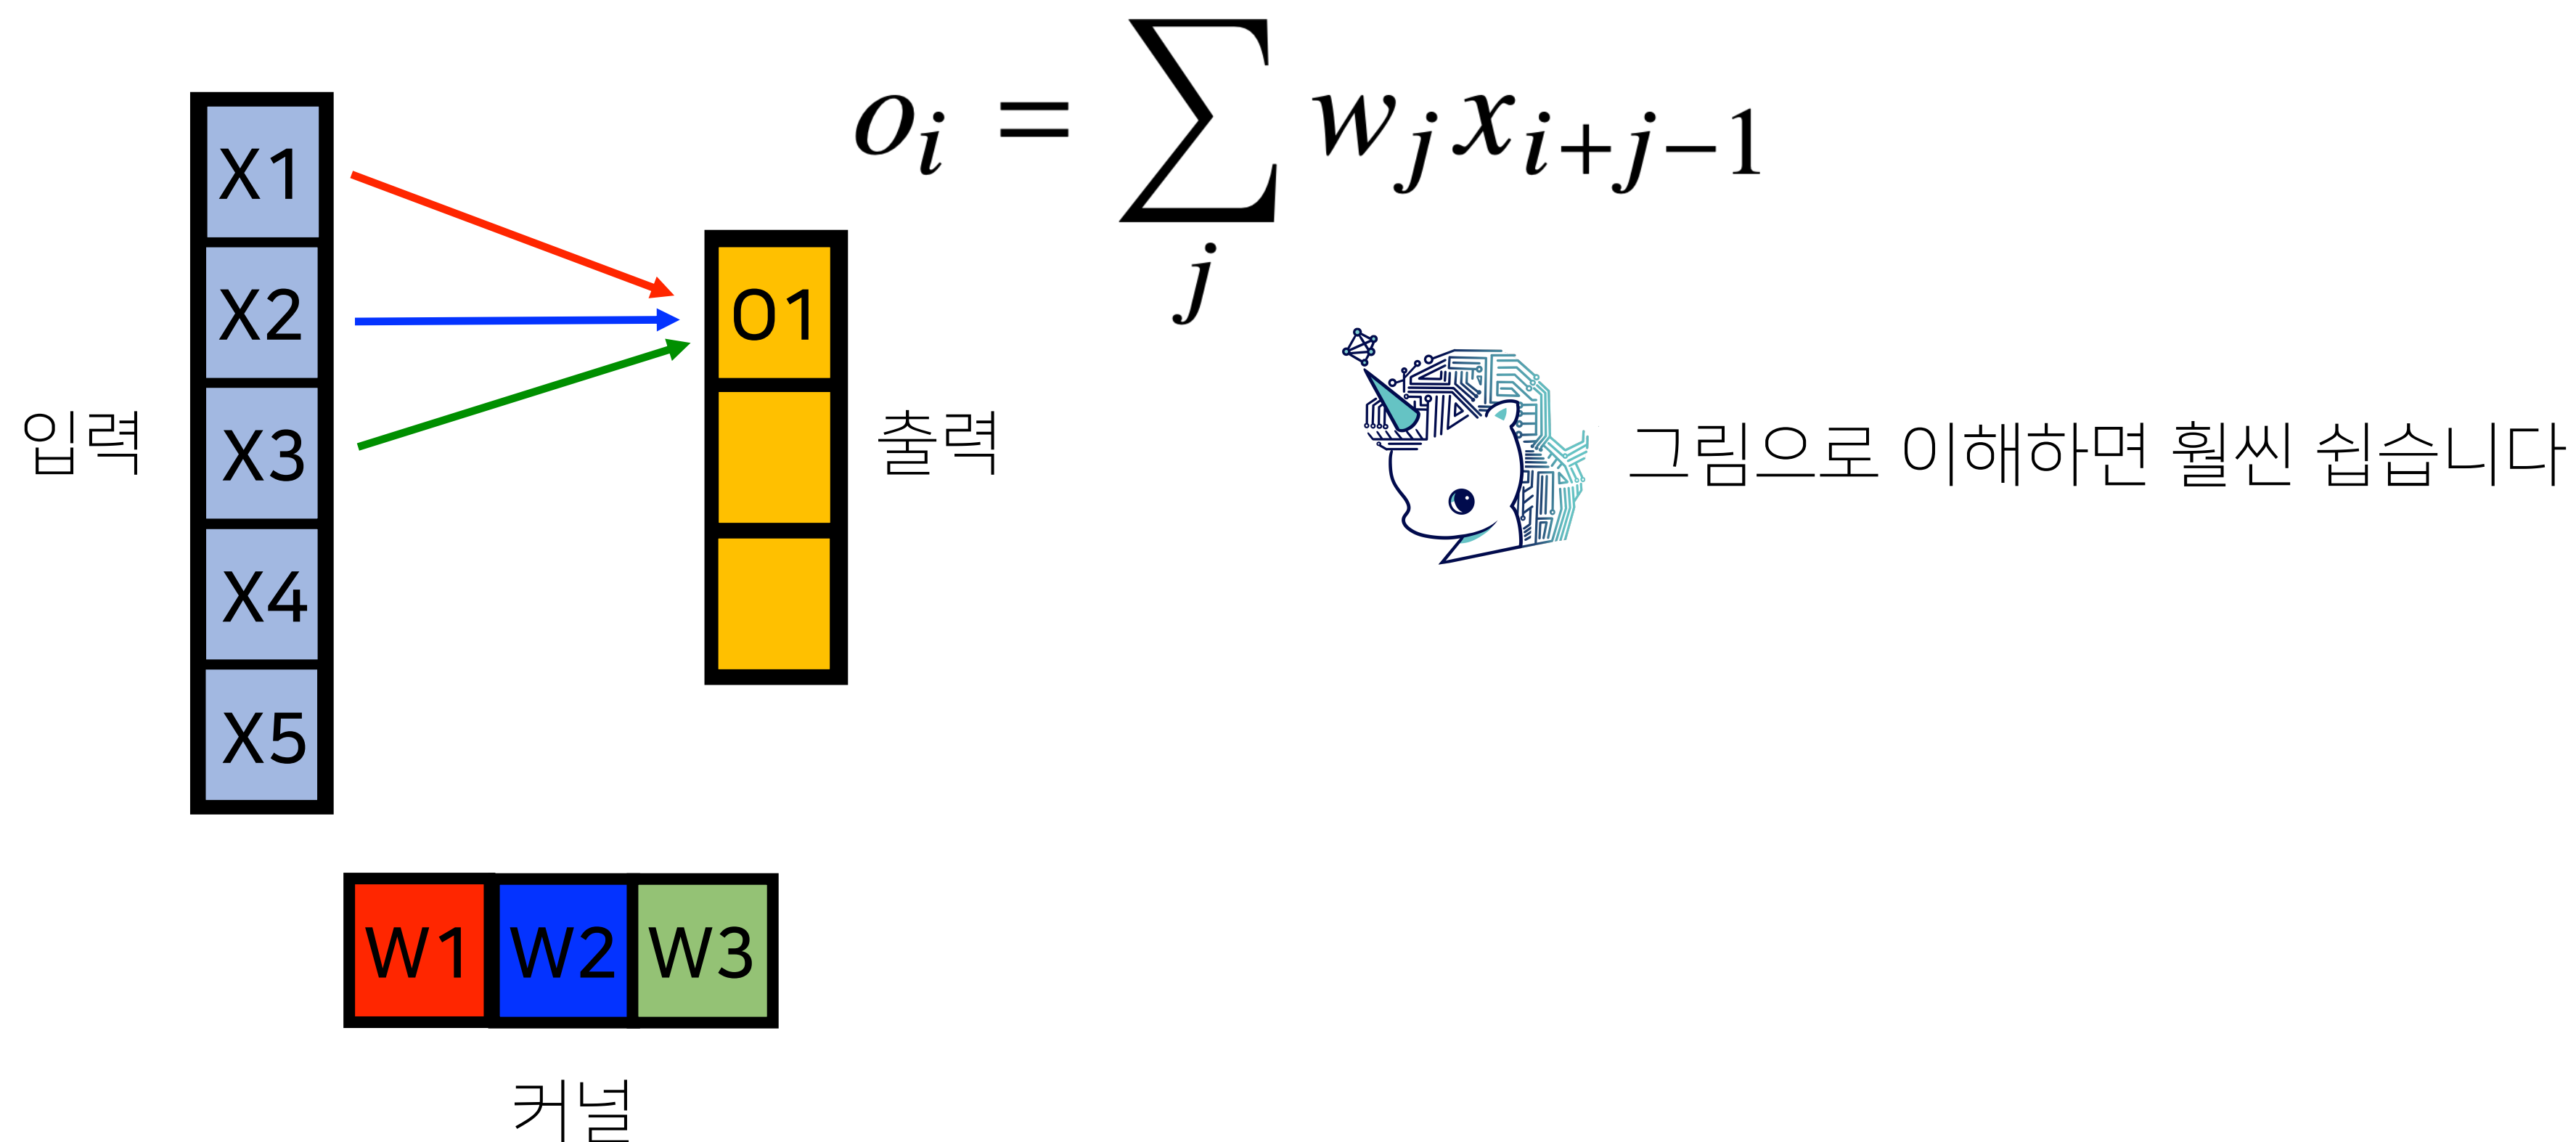 o_i = \sum_j w_j x_{i+j-1}
X1
X2
X3
X4
X5
입력
O1
출력
그림으로 이해하면 훨씬 쉽습니다
W1 W2 W3
커널